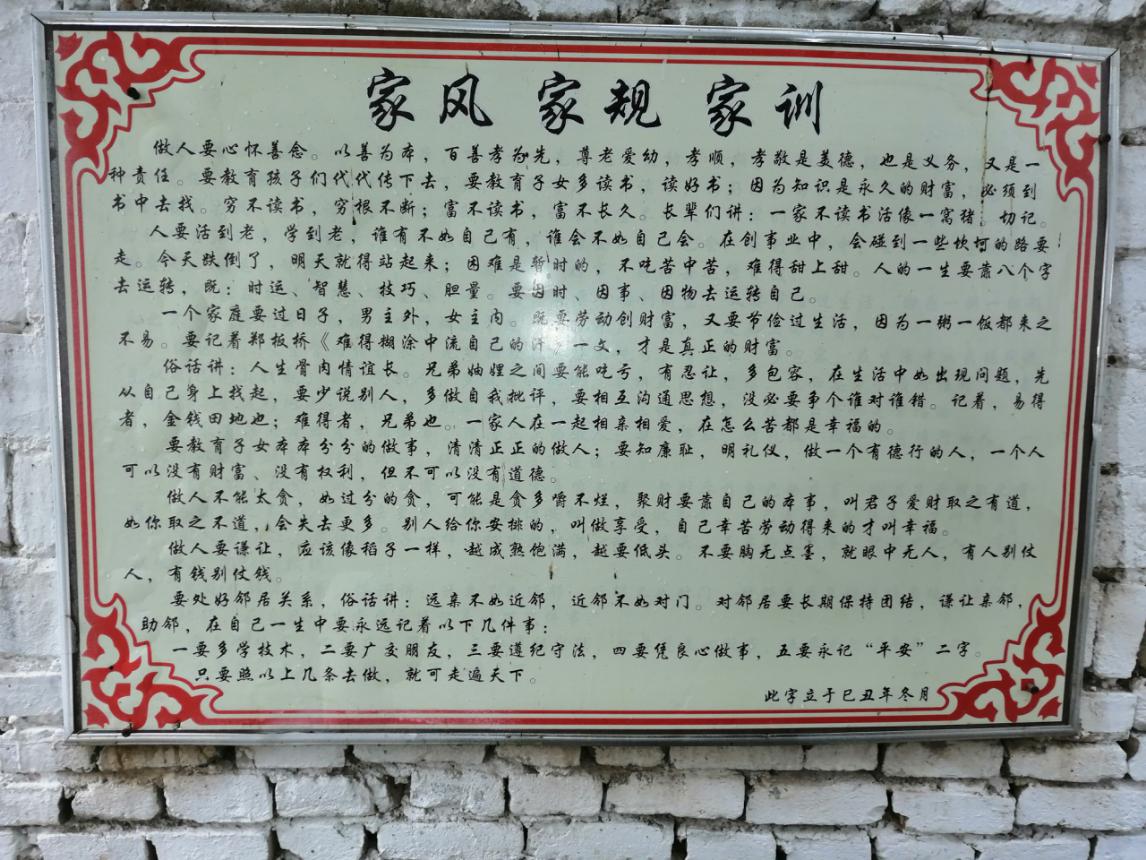 家风 家规 家训
做人要心怀善念。以善为本，百善孝为先，尊老爱幼，孝顺，孝敬是美德，也是义务，又是一
种责任。要教育孩子们代代传下去，要教育子女多读书，读好书；因为知识是永久的财富，必须到
书中去找。穷不读书，穷根不断；富不读书，富不长久。长辈们讲：一家不读书活像一窝猪，切记。
人要活到老，学到老，谁有不如自己有，谁会不如自己会。在创事业中，会碰到一些坎坷的路要
走。今天跌倒了，明天就得站起来；困难是暂时的，不吃苦中苦，难得甜上甜。人的一生要靠八个字
去运转，既：时运、智慧、技巧、胆量。要因时、因事、因物去运转自己。
一个家庭要过日子，男主外，女主内。既要劳动创财富，又要节俭过生活，因为一粥一饭都来之
不易。要记着郑板桥《难得糊涂中流自己的汗》一文，才是真正的财富。
俗话讲：人生骨肉情谊长。兄弟妯娌之间要能吃亏，有忍让，多包容，在生活中如出现问题，先
从自己身上找起，要少说别人，多做自我批评，要相互沟通思想，没必要争个谁对谁错。记着，易得
者，金钱田地也；难得者，兄弟也。一家人在一起相亲相爱，在怎么苦都是幸福的。
要教育子女本本分分的做事，清清正正的做人；要知廉耻，明礼仪，做一个有德行的人，一个人
可以没有财富、没有权利，但不可以没有道德。
做人不能太贪，如过分的贪，可能是贪多嚼不烂，聚财要靠自己的本事，叫君子爱财取之有道，
如你取之不道，会失去更多。别人给你安排的，叫做享受，自己幸苦劳动得来的才叫幸福。
做人要谦让，应该像稻子一样，越成熟饱满，越要低头。不要胸无点墨，就眼中无人，有人别仗
人，有钱别仗钱。
要处好邻居关系，俗话讲：远亲不如近邻，近邻不如对门。对邻居要长期保持团结，谦让亲邻，
助邻，在自己一生中要永远记着以下几件事：
一要多学技术，二要广交朋友，三要遵纪守法，四要凭良心做事，五要永记“平安”二字。
只要照以上几条去做，就可走遍天下。
此字立于己丑年冬月